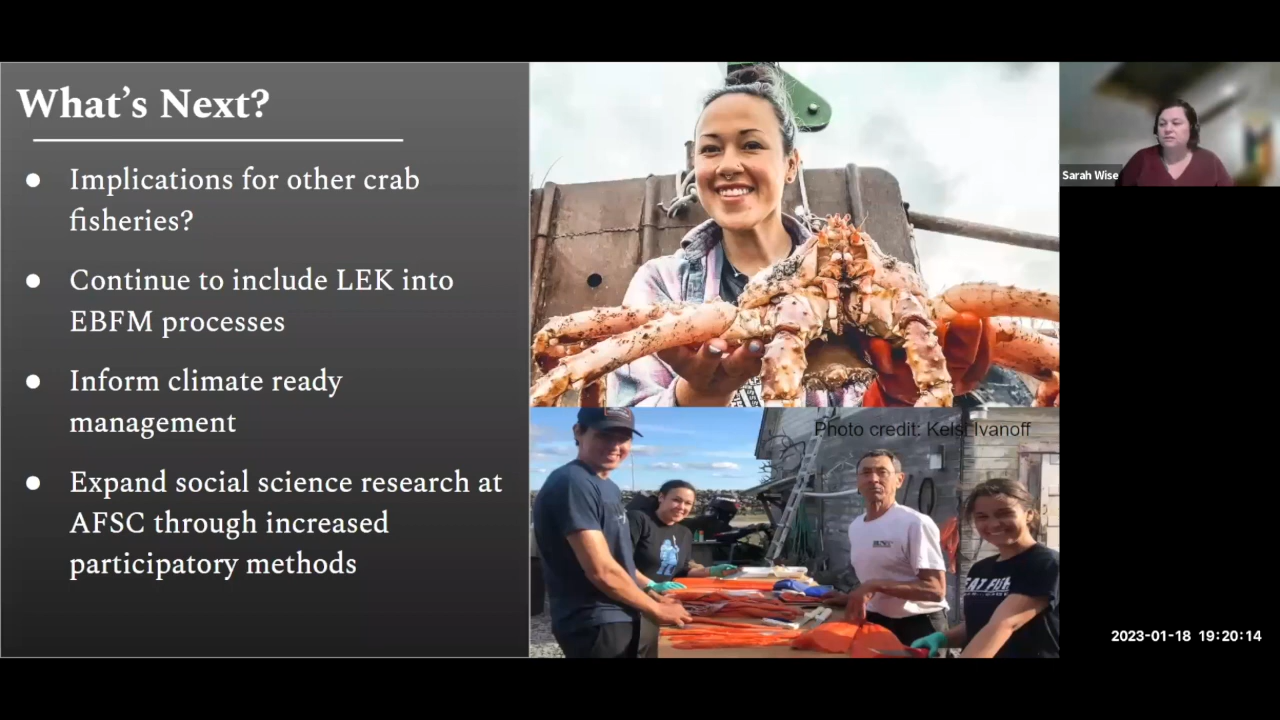 What's Next?
● Implications for other crab
fisheries?
● Continue to include LEK into
EBFM processes
● Inform climate ready
management
● Expand social science research at
AFSC through increased
participatory methods
Photo credit: Kelsi Ivanoff
Sarah Wise
2023-01-18 19:20:14